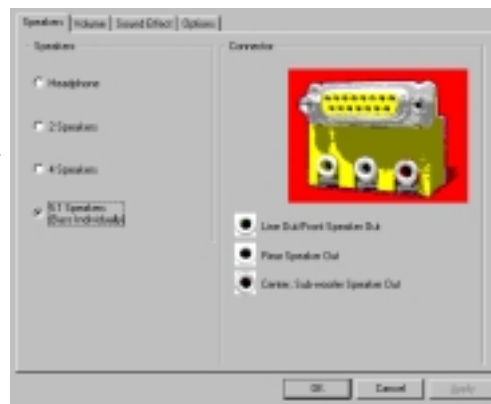 Speakers Volume Sound Effect Options
Speakers
Headphone
2 Speakers
4 Speakers
5.1 Speakers
(Bass Individually)
Connector
Line Out/Front Speaker Out
Rear Speaker Out
Center, Sub-woofer Speaker Out
OK Cancel Apply